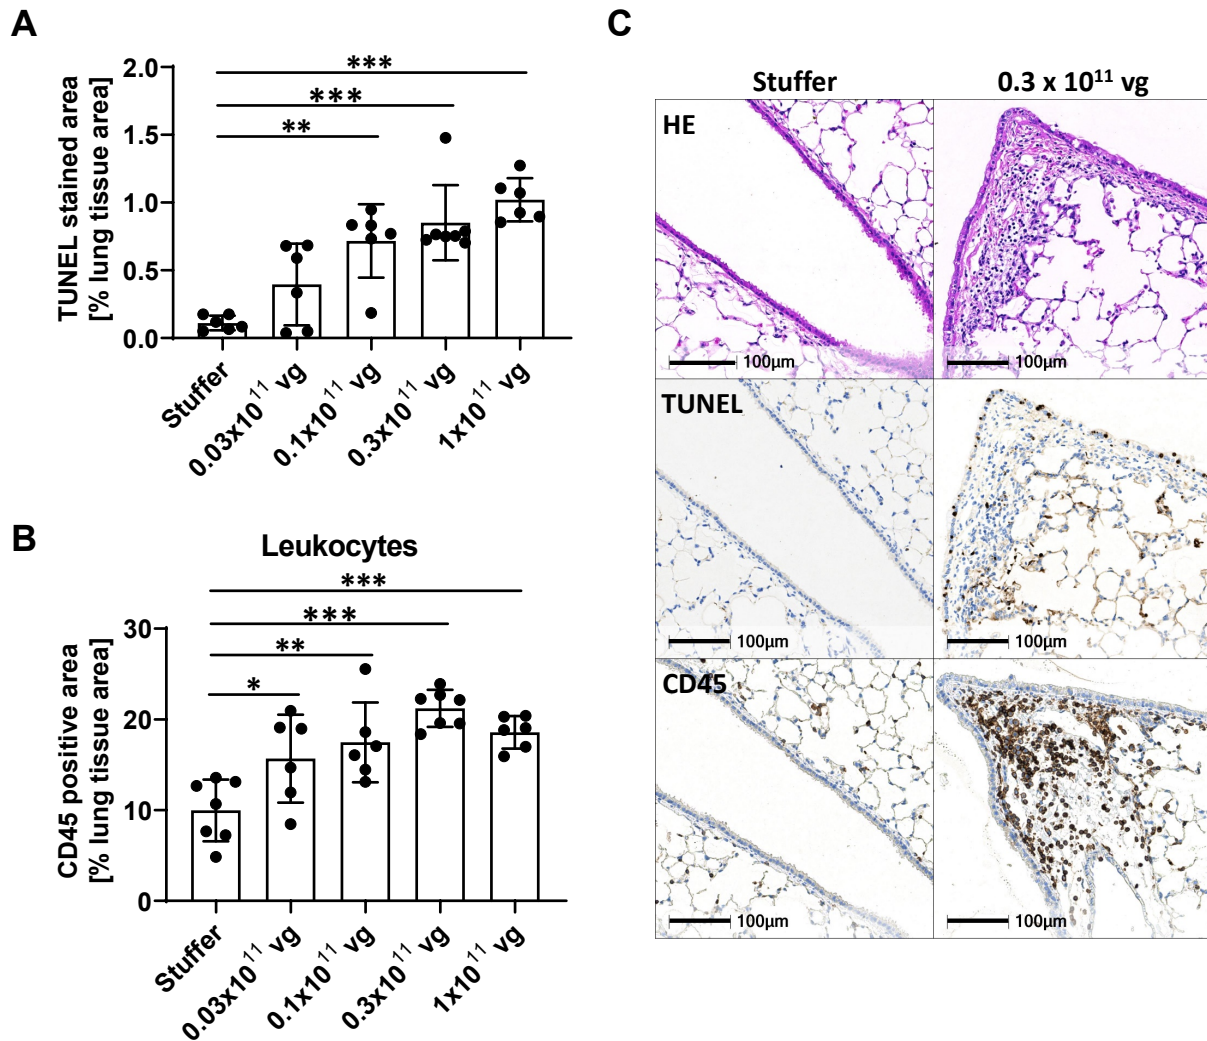 A
TUNEL stained area
[% lung tissue area]
2.0
1.5
1.0
0.5
0.0
***
***
**
Stuffer
0.03x10¹¹ vg
0.1x10¹¹ vg
0.3x10¹¹ vg
1x10¹¹ vg
B
Leukocytes
CD45 positive area
[% lung tissue area]
30
20
10
0
***
***
**
*
Stuffer
0.03x10¹¹ vg
0.1x10¹¹ vg
0.3x10¹¹ vg
1x10¹¹ vg
C
Stuffer
0.3 x 10¹¹ vg
HE
100µm
100µm
TUNEL
100µm
100µm
CD45
100µm
100µm